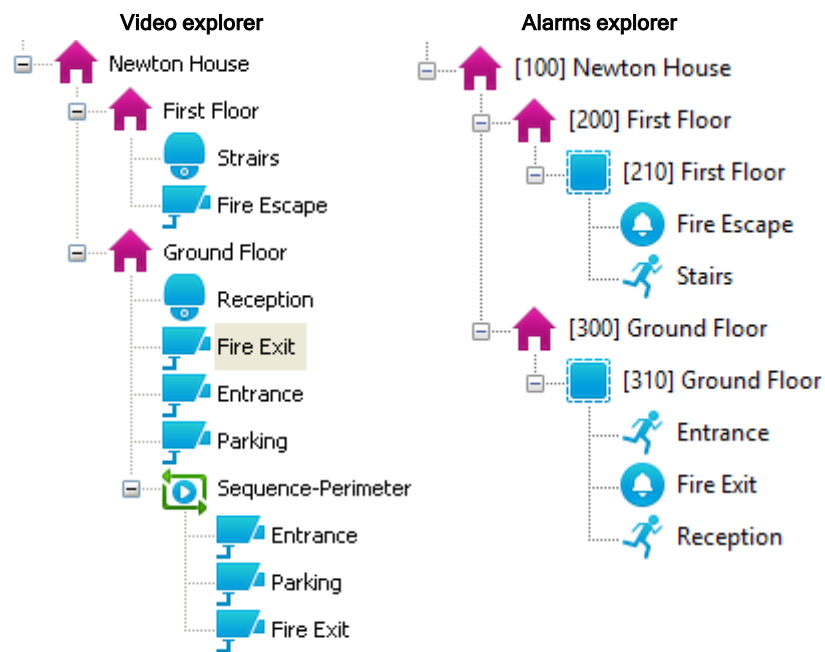 Video explorer
Newton House
First Floor
Strairs
Fire Escape
Ground Floor
Reception
Fire Exit
Entrance
Parking
Sequence-Perimeter
Entrance
Parking
Fire Exit
Alarms explorer
[100] Newton House
[200] First Floor
[210] First Floor
Fire Escape
Stairs
[300] Ground Floor
[310] Ground Floor
Entrance
Fire Exit
Reception